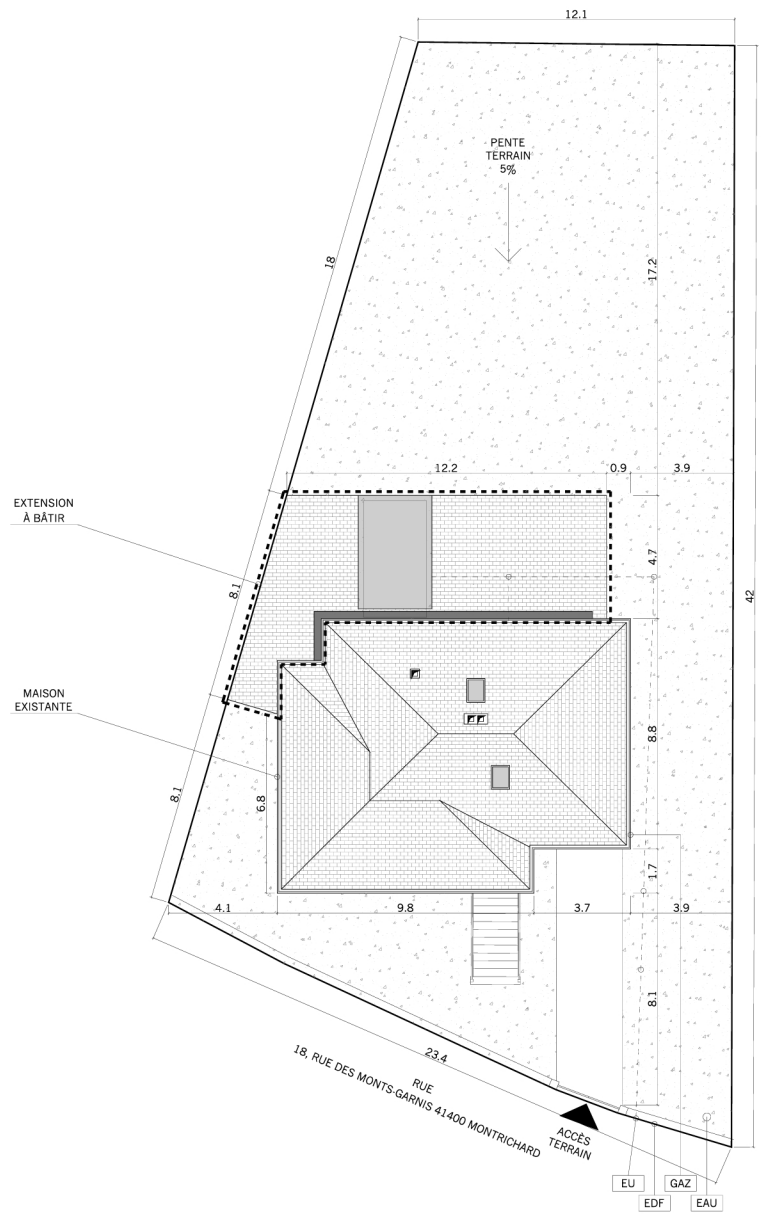 12.1
PENTE
TERRAIN
5%
18
17.2
12.2
0.9
3.9
EXTENSION
À BÂTIR
8.1
4.7
42
MAISON
EXISTANTE
8.8
8.1
6.8
1.7
4.1
9.8
3.7
3.9
8.1
23.4
RUE
18, RUE DES MONTS-GARNIS 41400 MONTRICHARD
ACCÈS
TERRAIN
EU
GAZ
EDF
EAU